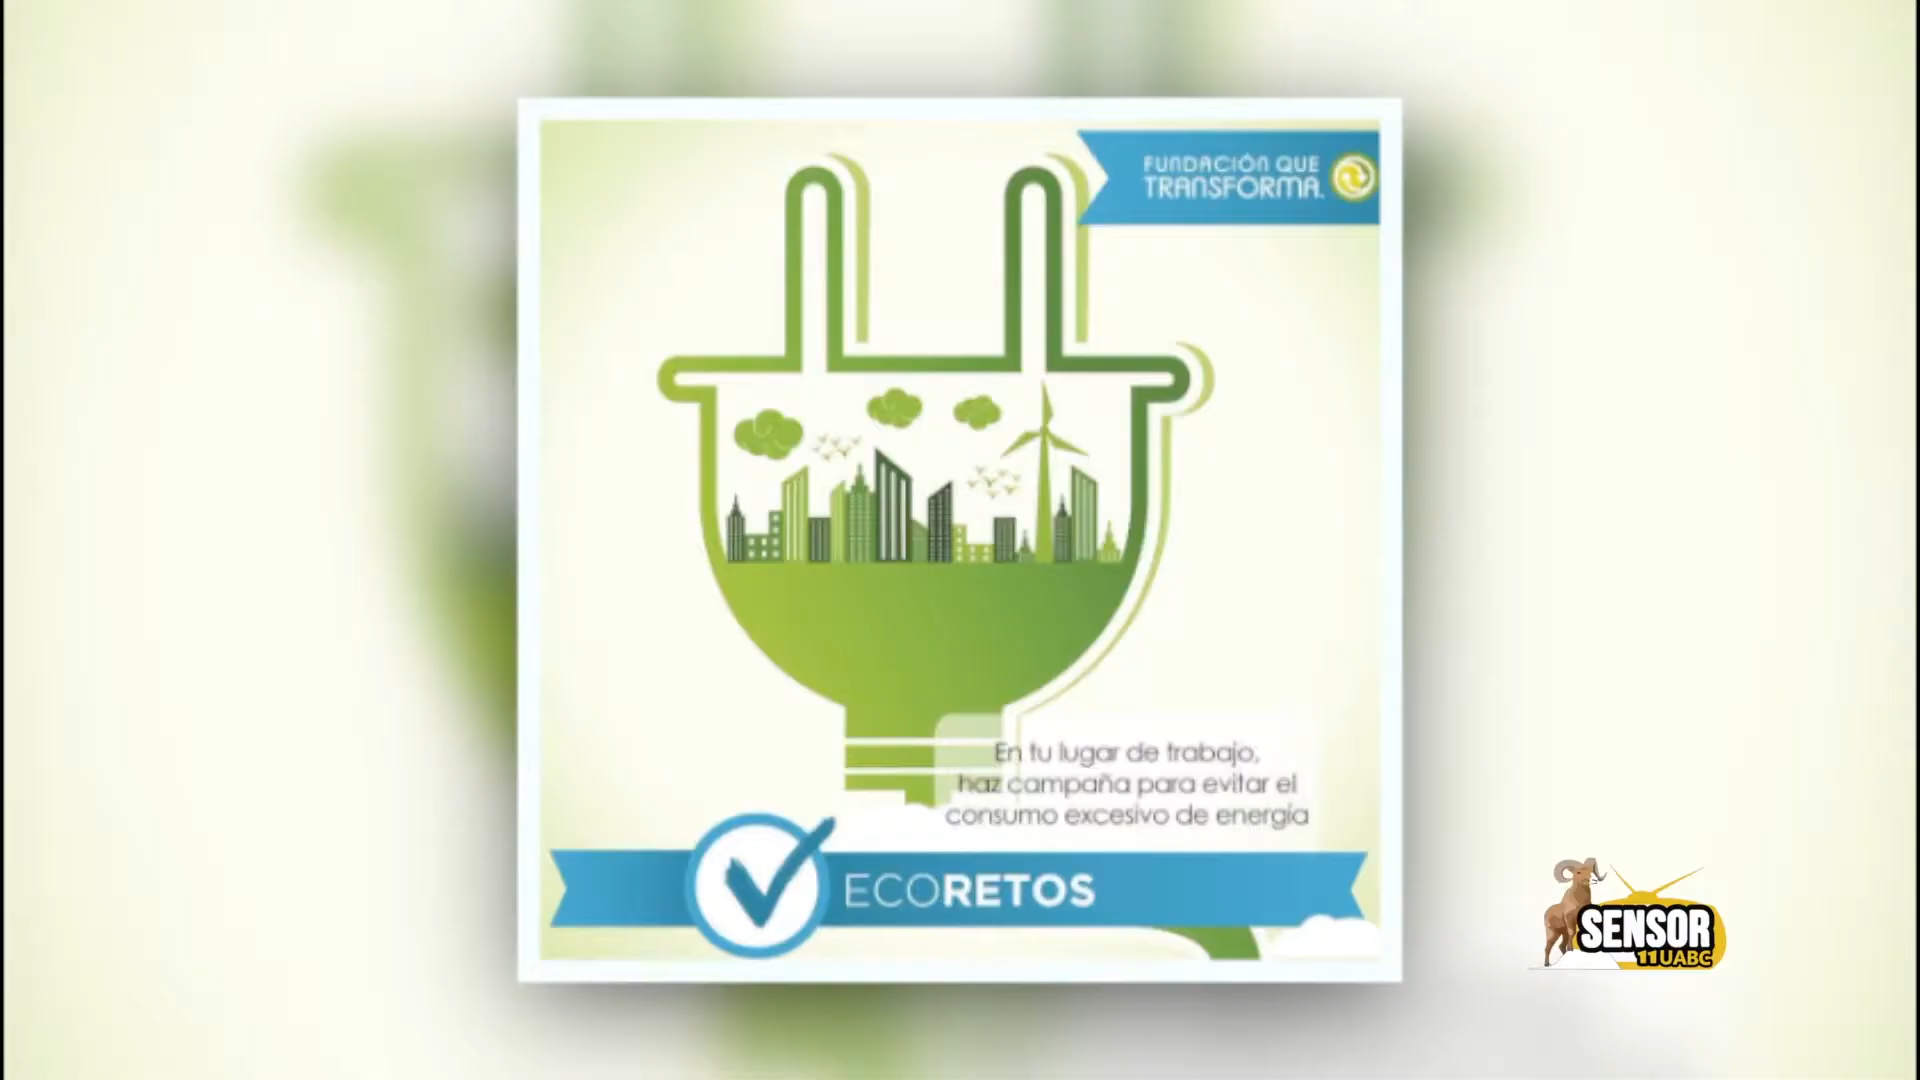 FUNDACIÓN QUE
TRANSFORMA.
En tu lugar de trabajo,
haz campaña para evitar el
consumo excesivo de energía
ECORETOS
SENSOR
11UABC